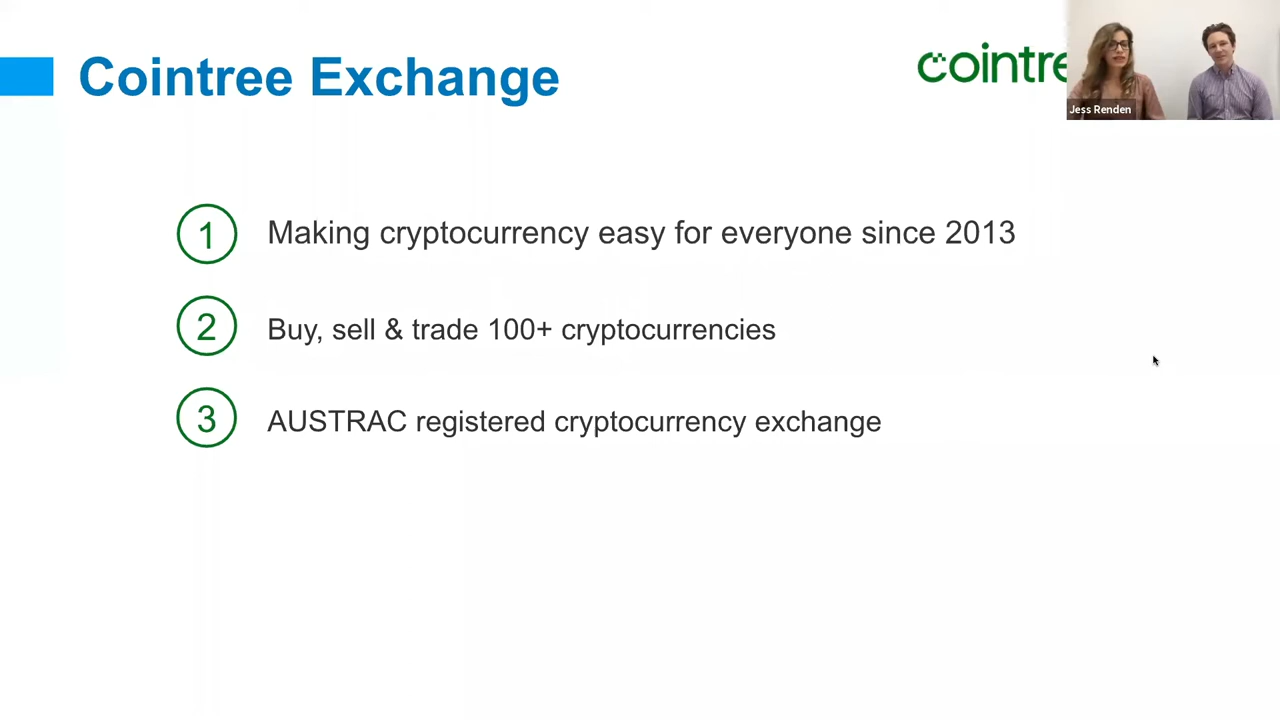 Cointree Exchange
cointre
Jess Renden
1
Making cryptocurrency easy for everyone since 2013
2
Buy, sell & trade 100+ cryptocurrencies
3
AUSTRAC registered cryptocurrency exchange